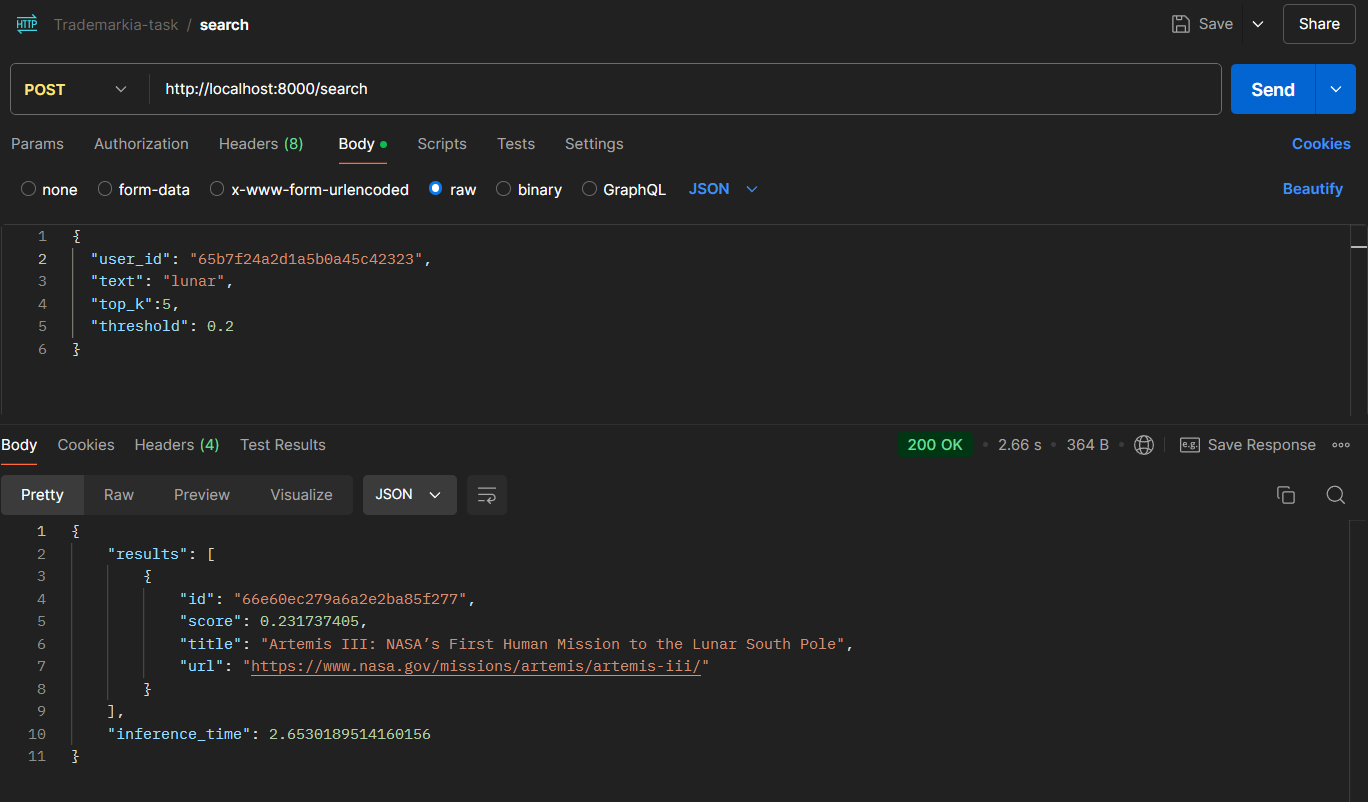 HTTP Trademarkia-task / search Save Share
POST http://localhost:8000/search Send
Params Authorization Headers (8) Body Scripts Tests Settings Cookies
none form-data x-www-form-urlencoded raw binary GraphQL JSON Beautify
1 {
2 "user_id": "65b7f24a2d1a5b0a45c42323",
3 "text": "lunar",
4 "top_k":5,
5 "threshold": 0.2
6 }
Body Cookies Headers (4) Test Results 200 OK 2.66 s 364 B e.g. Save Response
Pretty Raw Preview Visualize JSON
1 {
2 "results": [
3 {
4 "id": "66e60ec279a6a2e2ba85f277",
5 "score": 0.231737405,
6 "title": "Artemis III: NASA’s First Human Mission to the Lunar South Pole",
7 "url": "https://www.nasa.gov/missions/artemis/artemis-iii/"
8 }
9 ],
10 "inference_time": 2.6530189514160156
11 }